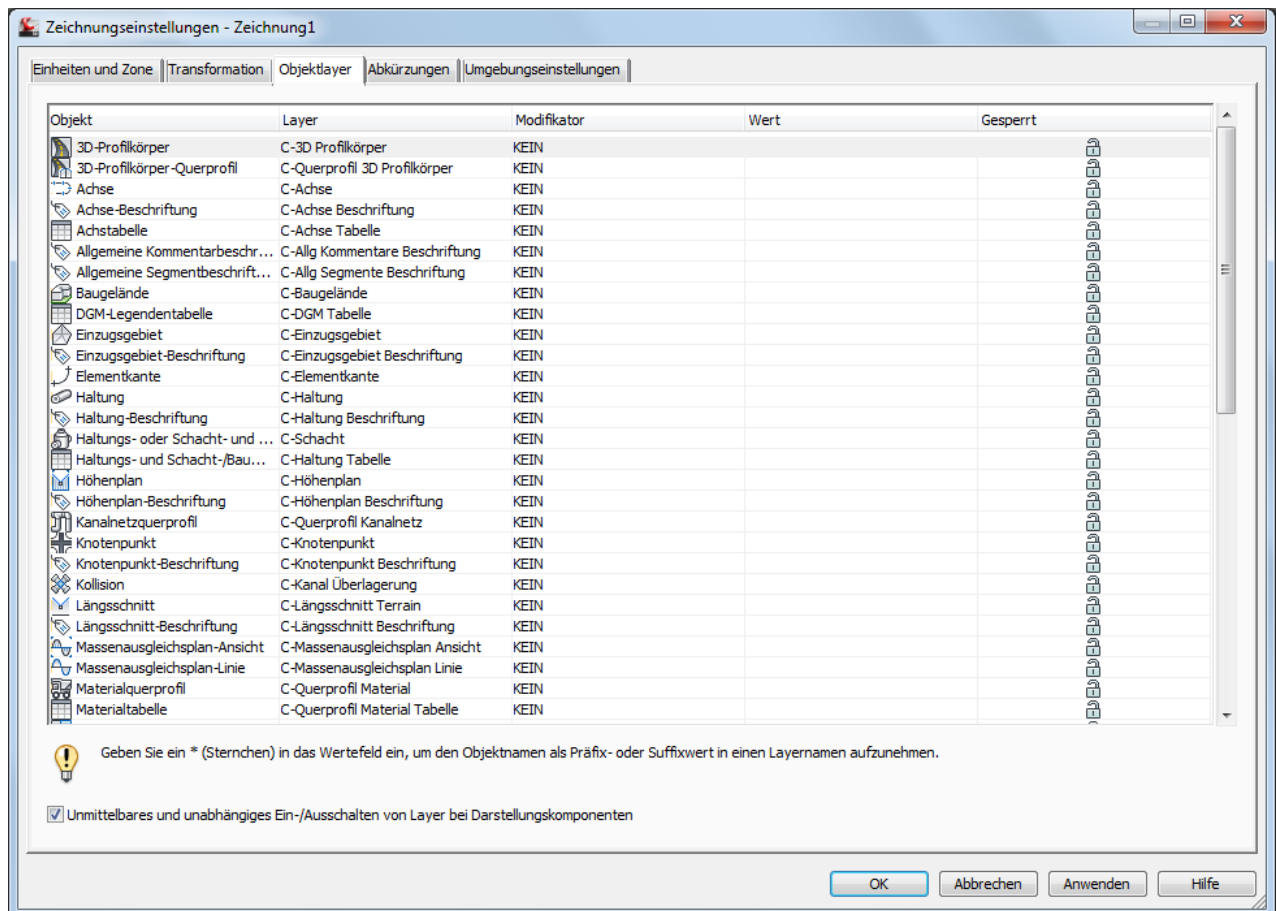 Zeichnungseinstellungen - Zeichnung1
Einheiten und Zone Transformation Objektlayer Abkürzungen Umgebungseinstellungen
Objekt Layer Modifikator Wert Gesperrt
3D-Profilkörper C-3D Profilkörper KEIN
3D-Profilkörper-Querprofil C-Querprofil 3D Profilkörper KEIN
Achse C-Achse KEIN
Achse-Beschriftung C-Achse Beschriftung KEIN
Achstabelle C-Achse Tabelle KEIN
Allgemeine Kommentarbeschr... C-Allg Kommentare Beschriftung KEIN
Allgemeine Segmentbeschrift... C-Allg Segmente Beschriftung KEIN
Baugelände C-Baugelände KEIN
DGM-Legendentabelle C-DGM Tabelle KEIN
Einzugsgebiet C-Einzugsgebiet KEIN
Einzugsgebiet-Beschriftung C-Einzugsgebiet Beschriftung KEIN
Elementkante C-Elementkante KEIN
Haltung C-Haltung KEIN
Haltung-Beschriftung C-Haltung Beschriftung KEIN
Haltungs- oder Schacht- und ... C-Schacht KEIN
Haltungs- und Schacht-/Bau... C-Haltung Tabelle KEIN
Höhenplan C-Höhenplan KEIN
Höhenplan-Beschriftung C-Höhenplan Beschriftung KEIN
Kanalnetzquerprofil C-Querprofil Kanalnetz KEIN
Knotenpunkt C-Knotenpunkt KEIN
Knotenpunkt-Beschriftung C-Knotenpunkt Beschriftung KEIN
Kollision C-Kanal Überlagerung KEIN
Längsschnitt C-Längsschnitt Terrain KEIN
Längsschnitt-Beschriftung C-Längsschnitt Beschriftung KEIN
Massenausgleichsplan-Ansicht C-Massenausgleichsplan Ansicht KEIN
Massenausgleichsplan-Linie C-Massenausgleichsplan Linie KEIN
Materialquerprofil C-Querprofil Material KEIN
Materialtabelle C-Querprofil Material Tabelle KEIN
Geben Sie ein * (Sternchen) in das Wertefeld ein, um den Objektnamen als Präfix- oder Suffixwert in einen Layernamen aufzunehmen.
Unmittelbares und unabhängiges Ein-/Ausschalten von Layer bei Darstellungskomponenten
OK Abbrechen Anwenden Hilfe